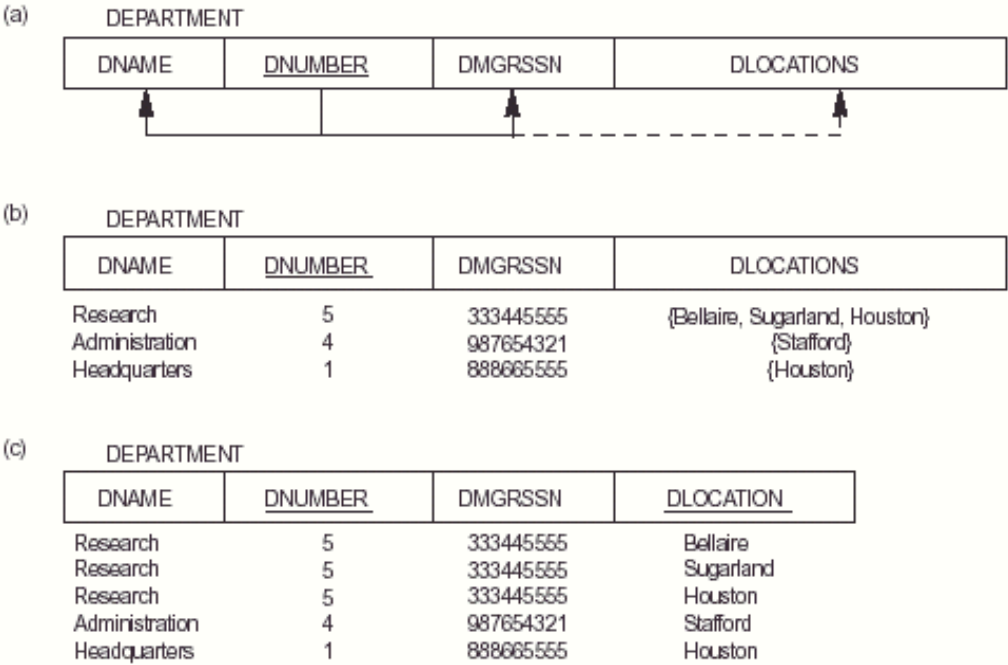 (a) DEPARTMENT
DNAME DNUMBER DMGRSSN DLOCATIONS
(b) DEPARTMENT
DNAME DNUMBER DMGRSSN DLOCATIONS
Research 5 333445555 {Bellaire, Sugarland, Houston}
Administration 4 987654321 {Stafford}
Headquarters 1 888665555 {Houston}
(c) DEPARTMENT
DNAME DNUMBER DMGRSSN DLOCATION
Research 5 333445555 Bellaire
Research 5 333445555 Sugarland
Research 5 333445555 Houston
Administration 4 987654321 Stafford
Headquarters 1 888665555 Houston